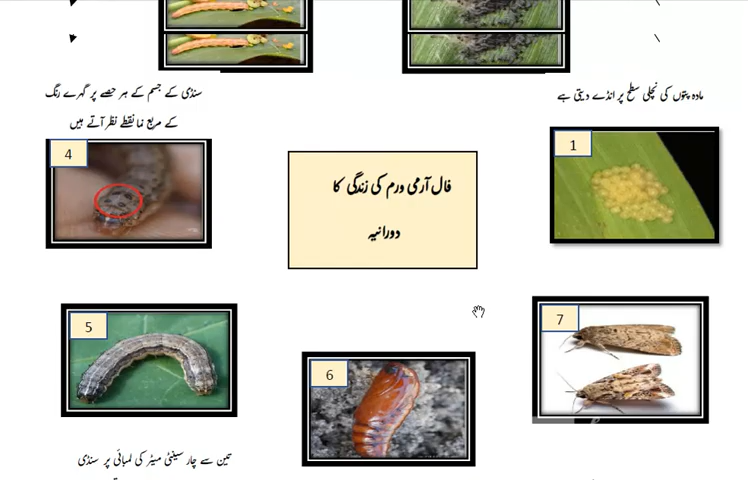 مادہ پتوں کی نچلی سطح پر انڈے دیتی ہے
سنڈی کے جسم کے ہر حصے پر گہرے رنگ
کے مربع نما نقطے نظر آتے ہیں
1
4
فال آرمی ورم کی زندگی کا
دورانیہ
7
5
6
تین سے چار سینٹی میٹر کی لمبائی پر سنڈی